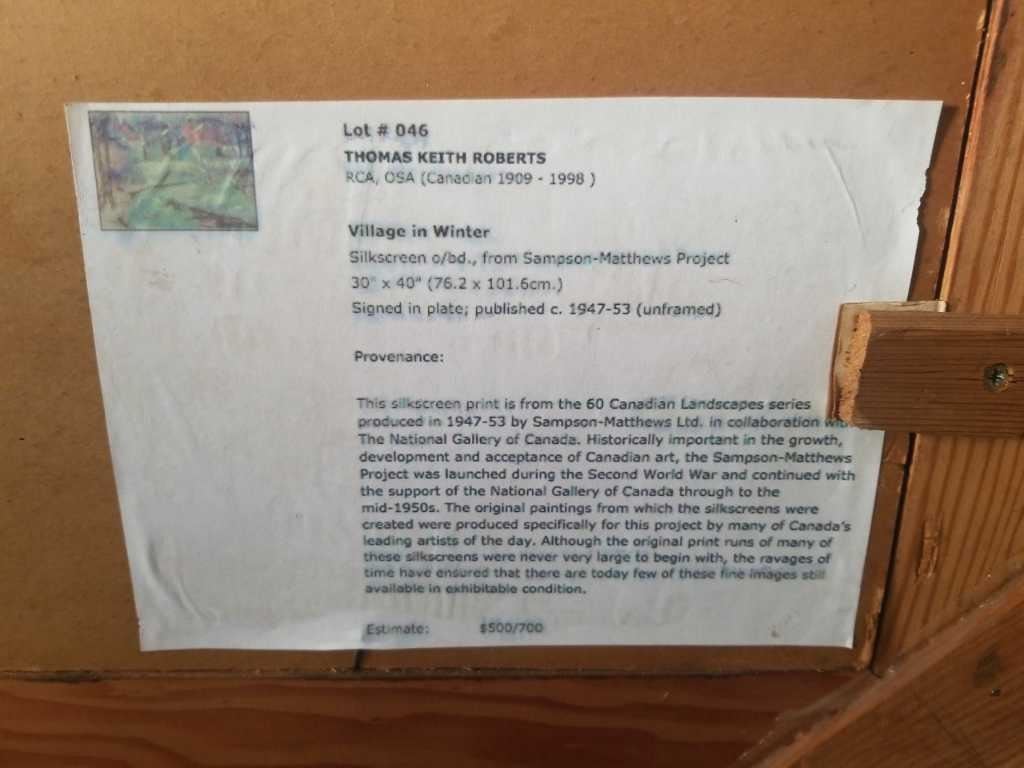 Lot # 046
THOMAS KEITH ROBERTS
RCA, OSA (Canadian 1909 - 1998 )
Village in Winter
Silkscreen o/bd., from Sampson-Matthews Project
30" x 40" (76.2 x 101.6cm.)
Signed in plate; published c. 1947-53 (unframed)
Provenance:
This silkscreen print is from the 60 Canadian Landscapes series
produced in 1947-53 by Sampson-Matthews Ltd. in collaboration with
The National Gallery of Canada. Historically important in the growth,
development and acceptance of Canadian art, the Sampson-Matthews
Project was launched during the Second World War and continued with
the support of the National Gallery of Canada through to the
mid-1950s. The original paintings from which the silkscreens were
created were produced specifically for this project by many of Canada's
leading artists of the day. Although the original print runs of many of
these silkscreens were never very large to begin with, the ravages of
time have ensured that there are today few of these fine images still
available in exhibitable condition.
Estimate: $500/700